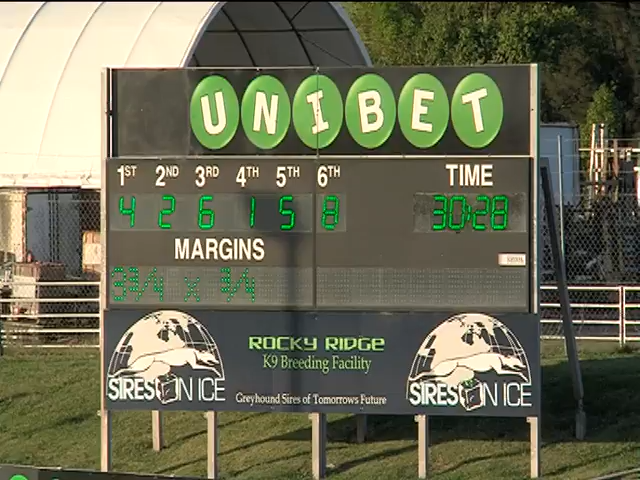 UNIBET
1ST 2ND 3RD 4TH 5TH 6TH TIME
4 2 6 1 5 8 30:28
MARGINS
3 3/4 x 3/4
ROCKY RIDGE
K9 Breeding Facility
SIRES ON ICE
SIRES ON ICE
Greyhound Sires of Tomorrows Future